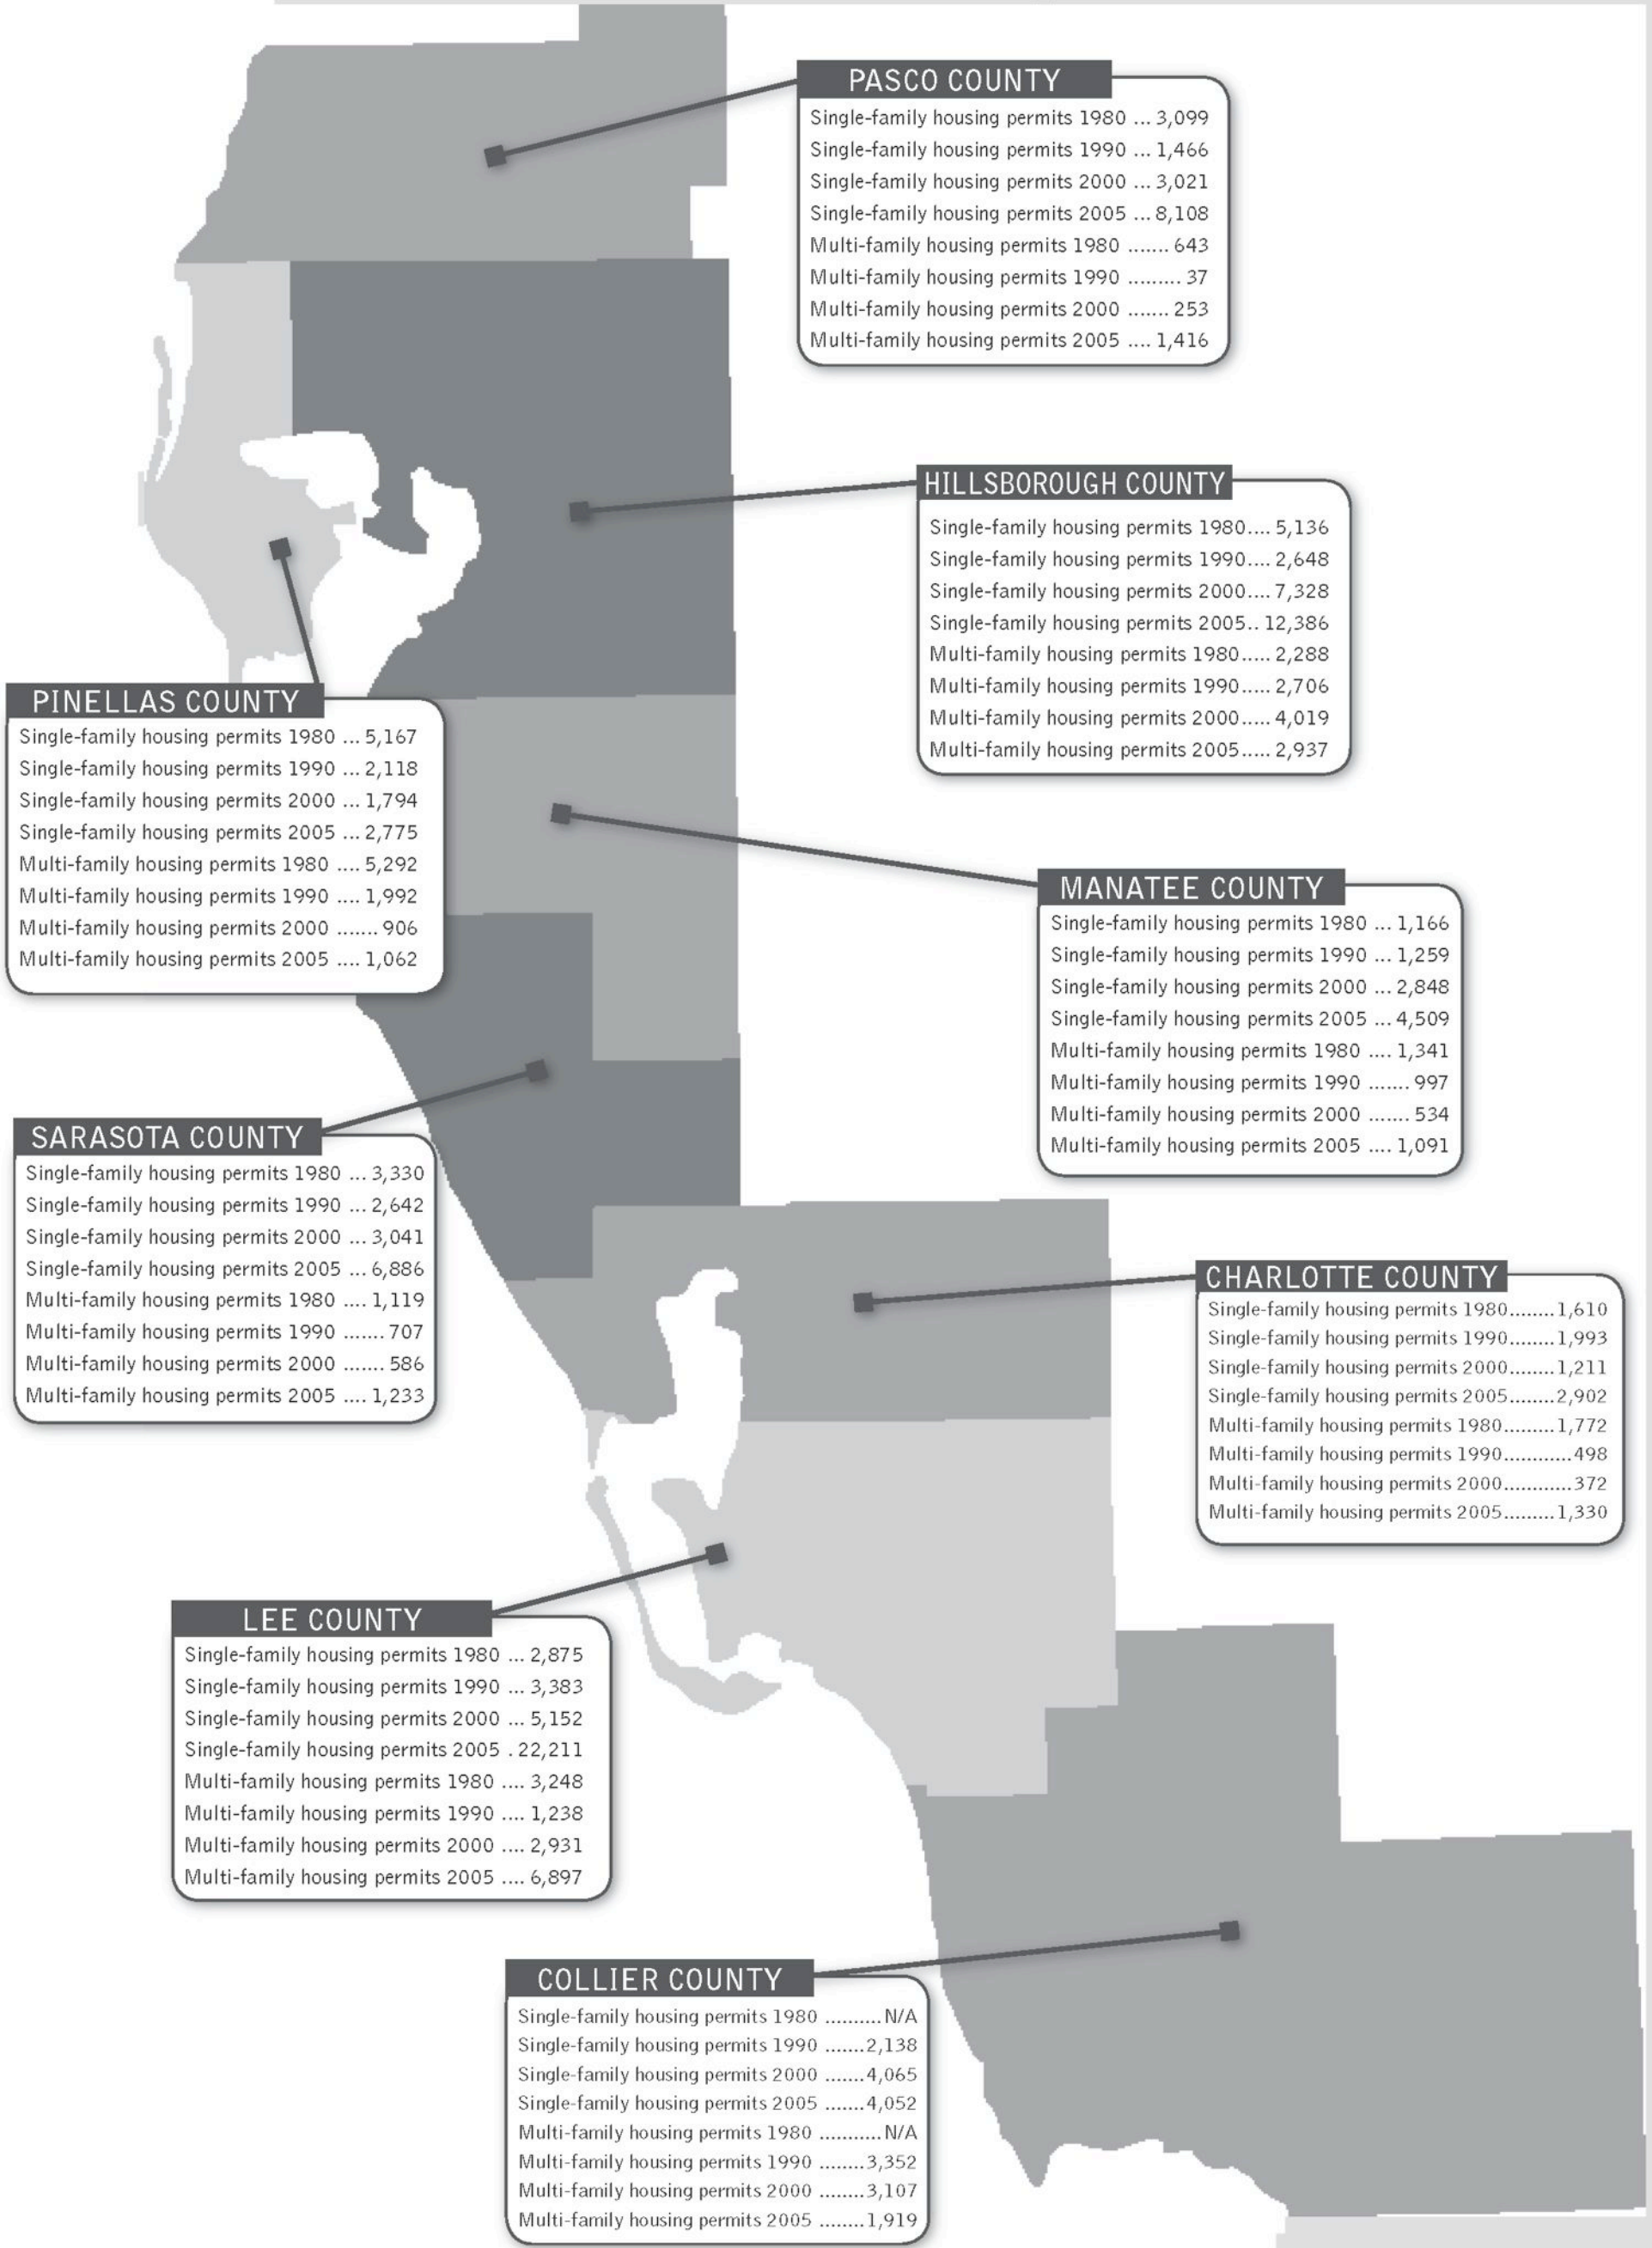 PASCO COUNTY
Single-family housing permits 1980 ... 3,099
Single-family housing permits 1990 ... 1,466
Single-family housing permits 2000 ... 3,021
Single-family housing permits 2005 ... 8,108
Multi-family housing permits 1980 ....... 643
Multi-family housing permits 1990 ......... 37
Multi-family housing permits 2000 ....... 253
Multi-family housing permits 2005 .... 1,416
HILLSBOROUGH COUNTY
Single-family housing permits 1980.... 5,136
Single-family housing permits 1990.... 2,648
Single-family housing permits 2000.... 7,328
Single-family housing permits 2005.. 12,386
Multi-family housing permits 1980..... 2,288
Multi-family housing permits 1990..... 2,706
Multi-family housing permits 2000..... 4,019
Multi-family housing permits 2005..... 2,937
PINELLAS COUNTY
Single-family housing permits 1980 ... 5,167
Single-family housing permits 1990 ... 2,118
Single-family housing permits 2000 ... 1,794
Single-family housing permits 2005 ... 2,775
Multi-family housing permits 1980 .... 5,292
Multi-family housing permits 1990 .... 1,992
Multi-family housing permits 2000 ....... 906
Multi-family housing permits 2005 .... 1,062
MANATEE COUNTY
Single-family housing permits 1980 ... 1,166
Single-family housing permits 1990 ... 1,259
Single-family housing permits 2000 ... 2,848
Single-family housing permits 2005 ... 4,509
Multi-family housing permits 1980 .... 1,341
Multi-family housing permits 1990 ....... 997
Multi-family housing permits 2000 ....... 534
Multi-family housing permits 2005 .... 1,091
SARASOTA COUNTY
Single-family housing permits 1980 ... 3,330
Single-family housing permits 1990 ... 2,642
Single-family housing permits 2000 ... 3,041
Single-family housing permits 2005 ... 6,886
Multi-family housing permits 1980 .... 1,119
Multi-family housing permits 1990 ....... 707
Multi-family housing permits 2000 ....... 586
Multi-family housing permits 2005 .... 1,233
CHARLOTTE COUNTY
Single-family housing permits 1980........1,610
Single-family housing permits 1990........1,993
Single-family housing permits 2000........1,211
Single-family housing permits 2005........2,902
Multi-family housing permits 1980.........1,772
Multi-family housing permits 1990............498
Multi-family housing permits 2000............372
Multi-family housing permits 2005.........1,330
LEE COUNTY
Single-family housing permits 1980 ... 2,875
Single-family housing permits 1990 ... 3,383
Single-family housing permits 2000 ... 5,152
Single-family housing permits 2005 . 22,211
Multi-family housing permits 1980 .... 3,248
Multi-family housing permits 1990 .... 1,238
Multi-family housing permits 2000 .... 2,931
Multi-family housing permits 2005 .... 6,897
COLLIER COUNTY
Single-family housing permits 1980 ..........N/A
Single-family housing permits 1990 .......2,138
Single-family housing permits 2000 .......4,065
Single-family housing permits 2005 .......4,052
Multi-family housing permits 1980 ...........N/A
Multi-family housing permits 1990 ........3,352
Multi-family housing permits 2000 ........3,107
Multi-family housing permits 2005 ........1,919